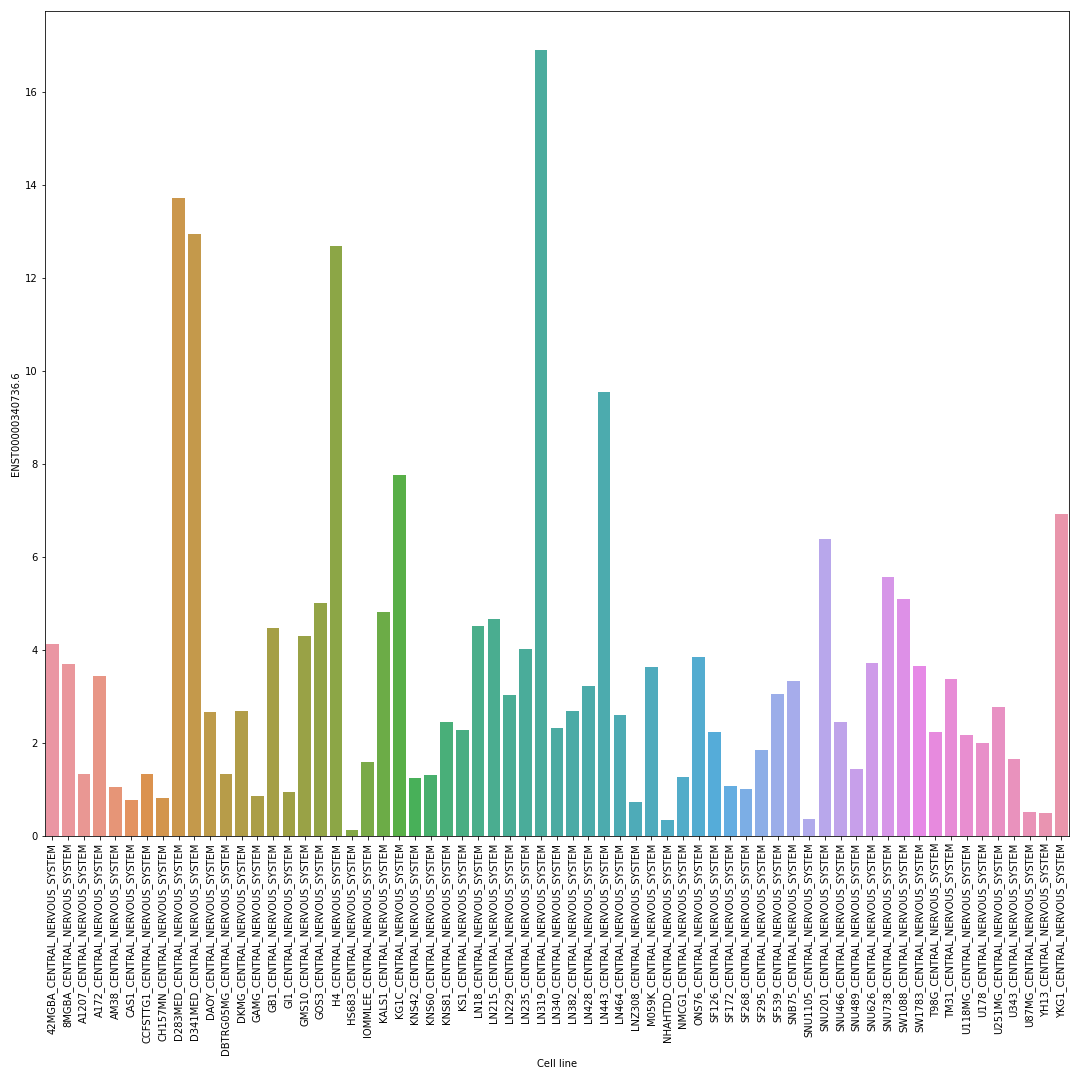 16
14
12
10
8
6
4
2
0
ENST00000340736.6
42MGBA_CENTRAL_NERVOUS_SYSTEM
8MGBA_CENTRAL_NERVOUS_SYSTEM
A1207_CENTRAL_NERVOUS_SYSTEM
A172_CENTRAL_NERVOUS_SYSTEM
AM38_CENTRAL_NERVOUS_SYSTEM
CAS1_CENTRAL_NERVOUS_SYSTEM
CCFSTTG1_CENTRAL_NERVOUS_SYSTEM
CH157MN_CENTRAL_NERVOUS_SYSTEM
D283MED_CENTRAL_NERVOUS_SYSTEM
D341MED_CENTRAL_NERVOUS_SYSTEM
DAOY_CENTRAL_NERVOUS_SYSTEM
DBTRG05MG_CENTRAL_NERVOUS_SYSTEM
DKMG_CENTRAL_NERVOUS_SYSTEM
GAMG_CENTRAL_NERVOUS_SYSTEM
GB1_CENTRAL_NERVOUS_SYSTEM
GI1_CENTRAL_NERVOUS_SYSTEM
GMS10_CENTRAL_NERVOUS_SYSTEM
GOS3_CENTRAL_NERVOUS_SYSTEM
H4_CENTRAL_NERVOUS_SYSTEM
HS683_CENTRAL_NERVOUS_SYSTEM
IOMMLEE_CENTRAL_NERVOUS_SYSTEM
KALS1_CENTRAL_NERVOUS_SYSTEM
KG1C_CENTRAL_NERVOUS_SYSTEM
KNS42_CENTRAL_NERVOUS_SYSTEM
KNS60_CENTRAL_NERVOUS_SYSTEM
KNS81_CENTRAL_NERVOUS_SYSTEM
KS1_CENTRAL_NERVOUS_SYSTEM
LN18_CENTRAL_NERVOUS_SYSTEM
LN215_CENTRAL_NERVOUS_SYSTEM
LN229_CENTRAL_NERVOUS_SYSTEM
LN235_CENTRAL_NERVOUS_SYSTEM
LN319_CENTRAL_NERVOUS_SYSTEM
LN340_CENTRAL_NERVOUS_SYSTEM
LN382_CENTRAL_NERVOUS_SYSTEM
LN428_CENTRAL_NERVOUS_SYSTEM
LN443_CENTRAL_NERVOUS_SYSTEM
LN464_CENTRAL_NERVOUS_SYSTEM
LNZ308_CENTRAL_NERVOUS_SYSTEM
M059K_CENTRAL_NERVOUS_SYSTEM
NHAHTDD_CENTRAL_NERVOUS_SYSTEM
NMCG1_CENTRAL_NERVOUS_SYSTEM
ONS76_CENTRAL_NERVOUS_SYSTEM
SF126_CENTRAL_NERVOUS_SYSTEM
SF172_CENTRAL_NERVOUS_SYSTEM
SF268_CENTRAL_NERVOUS_SYSTEM
SF295_CENTRAL_NERVOUS_SYSTEM
SF539_CENTRAL_NERVOUS_SYSTEM
SNB75_CENTRAL_NERVOUS_SYSTEM
SNU1105_CENTRAL_NERVOUS_SYSTEM
SNU201_CENTRAL_NERVOUS_SYSTEM
SNU466_CENTRAL_NERVOUS_SYSTEM
SNU489_CENTRAL_NERVOUS_SYSTEM
SNU626_CENTRAL_NERVOUS_SYSTEM
SNU738_CENTRAL_NERVOUS_SYSTEM
SW1088_CENTRAL_NERVOUS_SYSTEM
SW1783_CENTRAL_NERVOUS_SYSTEM
T98G_CENTRAL_NERVOUS_SYSTEM
TM31_CENTRAL_NERVOUS_SYSTEM
U118MG_CENTRAL_NERVOUS_SYSTEM
U178_CENTRAL_NERVOUS_SYSTEM
U251MG_CENTRAL_NERVOUS_SYSTEM
U343_CENTRAL_NERVOUS_SYSTEM
U87MG_CENTRAL_NERVOUS_SYSTEM
YH13_CENTRAL_NERVOUS_SYSTEM
YKG1_CENTRAL_NERVOUS_SYSTEM
Cell line